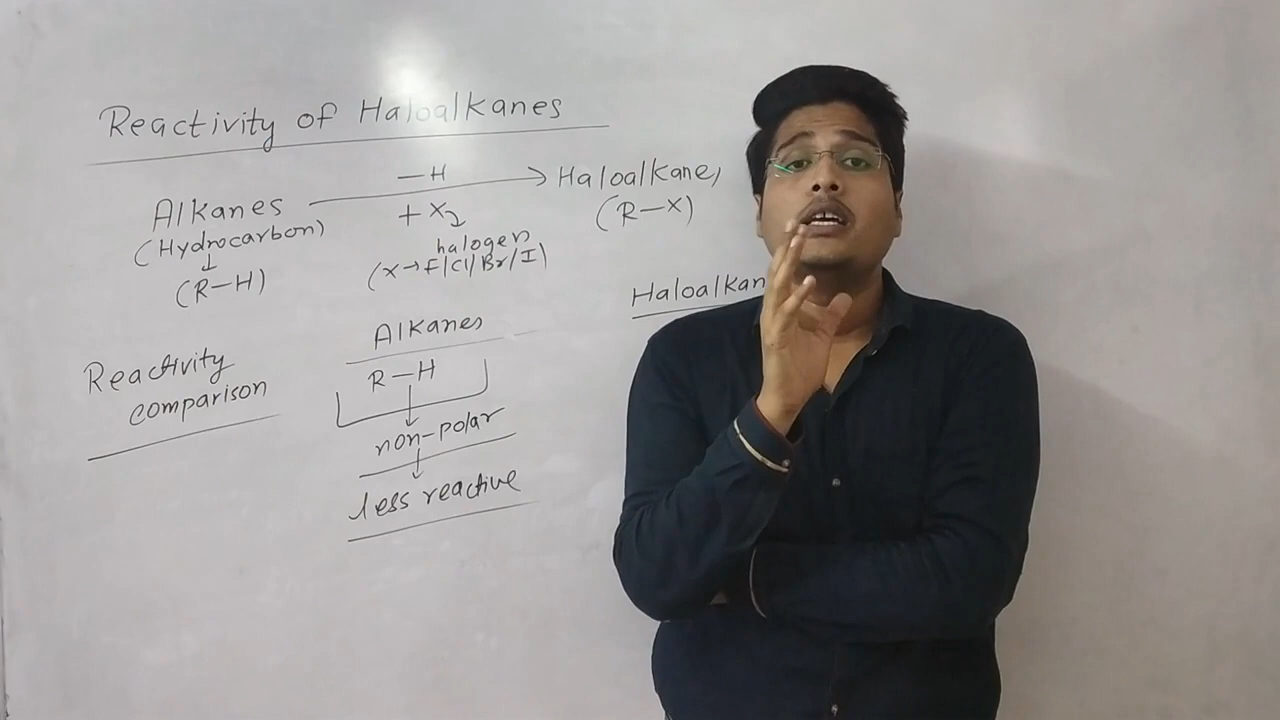 Reactivity of Haloalkanes
Alkanes
(Hydrocarbon)
↓
(R-H)
-H
+ X2
halogen
(X→F/Cl/Br/I)
Haloalkane,
(R-X)
Reactivity
comparison
Alkanes
R-H
non-polar
less reactive
Haloalkan